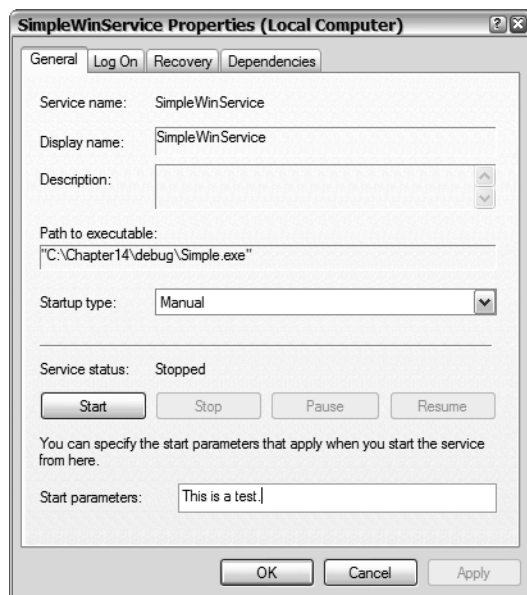 SimpleWinService Properties (Local Computer)
General Log On Recovery Dependencies
Service name: SimpleWinService
Display name: SimpleWinService
Description:
Path to executable:
"C:\Chapter14\debug\Simple.exe"
Startup type: Manual
Service status: Stopped
Start Stop Pause Resume
You can specify the start parameters that apply when you start the service
from here.
Start parameters: This is a test.
OK Cancel Apply